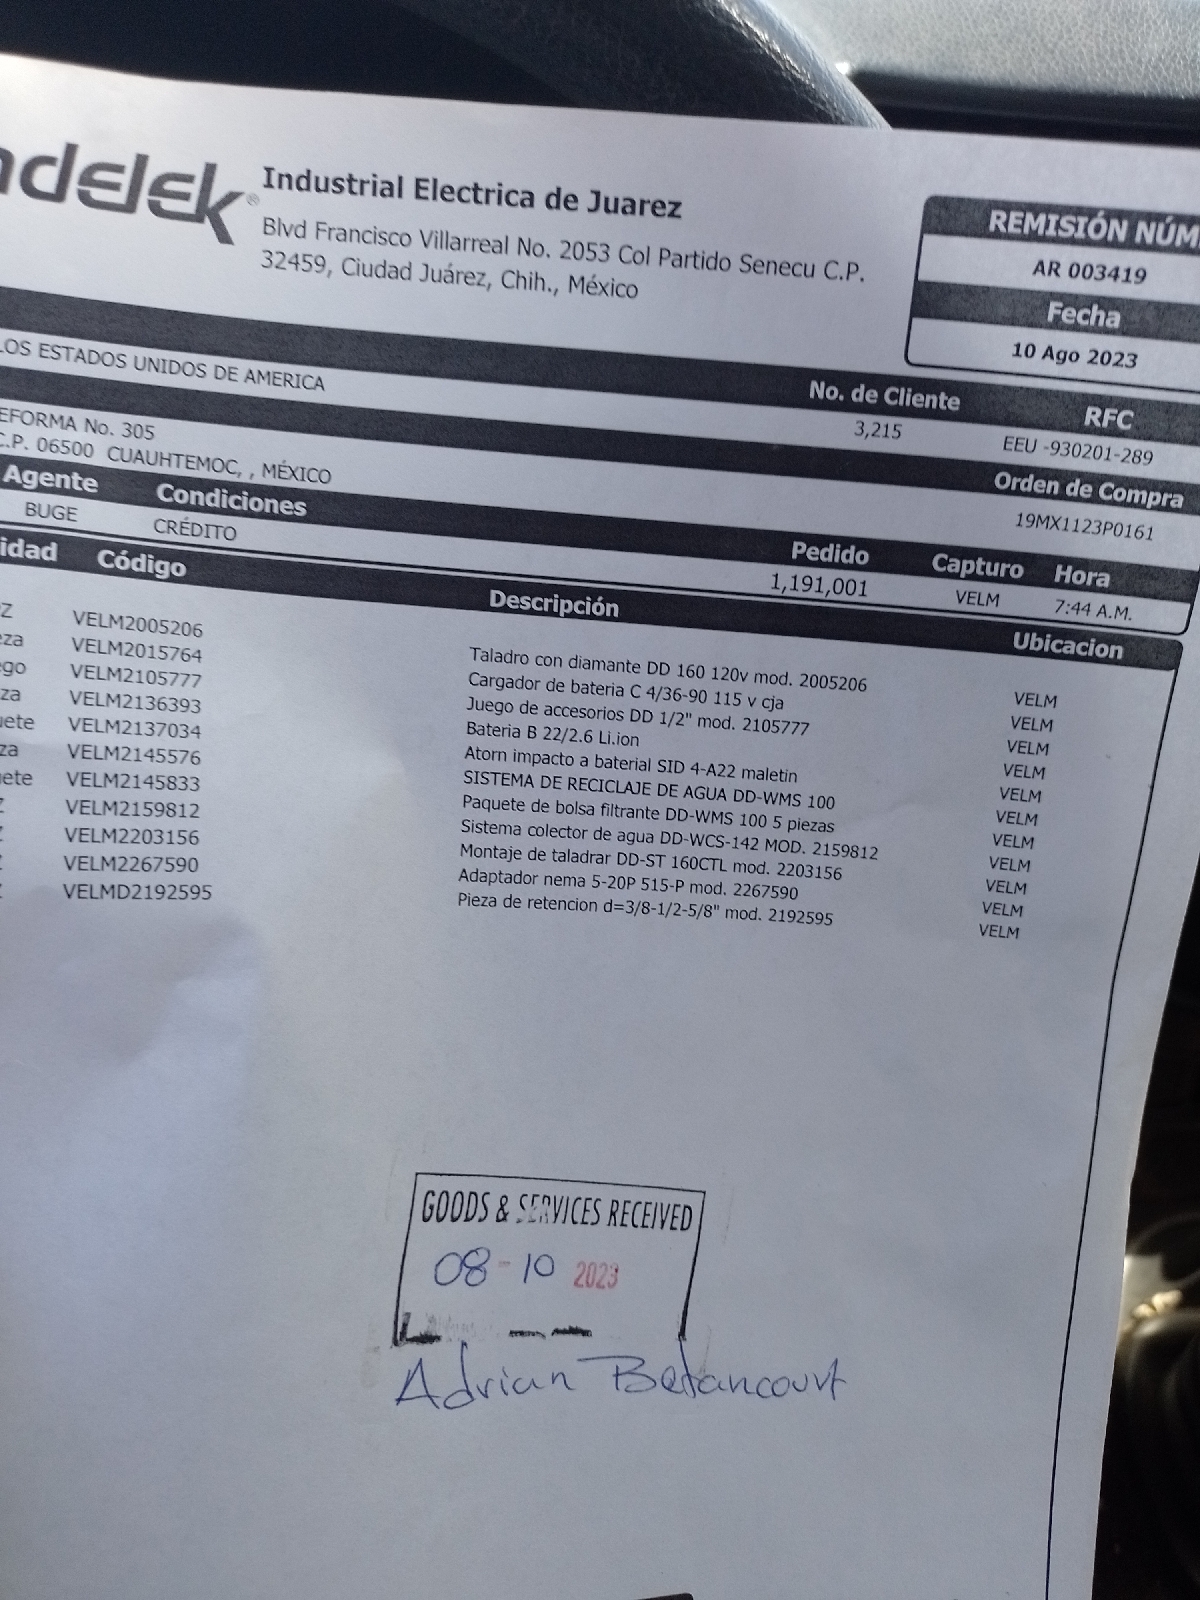 ndelek®
Industrial Electrica de Juarez
Blvd Francisco Villarreal No. 2053 Col Partido Senecu C.P.
32459, Ciudad Juárez, Chih., México
REMISIÓN NÚM
AR 003419
Fecha
10 Ago 2023
LOS ESTADOS UNIDOS DE AMERICA
No. de Cliente RFC
3,215 EEU -930201-289
EFORMA No. 305
C.P. 06500 CUAUHTEMOC, , MÉXICO
Orden de Compra
19MX1123P0161
Agente Condiciones Pedido Capturo Hora
BUGE CRÉDITO 1,191,001 VELM 7:44 A.M.
idad Código Descripción Ubicacion
Z VELM2005206 Taladro con diamante DD 160 120v mod. 2005206 VELM
eza VELM2015764 Cargador de bateria C 4/36-90 115 v cja VELM
ego VELM2105777 Juego de accesorios DD 1/2" mod. 2105777 VELM
za VELM2136393 Bateria B 22/2.6 Li.ion VELM
uete VELM2137034 Atorn impacto a baterial SID 4-A22 maletin VELM
za VELM2145576 SISTEMA DE RECICLAJE DE AGUA DD-WMS 100 VELM
ete VELM2145833 Paquete de bolsa filtrante DD-WMS 100 5 piezas VELM
Z VELM2159812 Sistema colector de agua DD-WCS-142 MOD. 2159812 VELM
VELM2203156 Montaje de taladrar DD-ST 160CTL mod. 2203156 VELM
VELM2267590 Adaptador nema 5-20P 515-P mod. 2267590 VELM
VELMD2192595 Pieza de retencion d=3/8-1/2-5/8" mod. 2192595 VELM
GOODS & SERVICES RECEIVED
08-10 2023
Adrian Betancourt